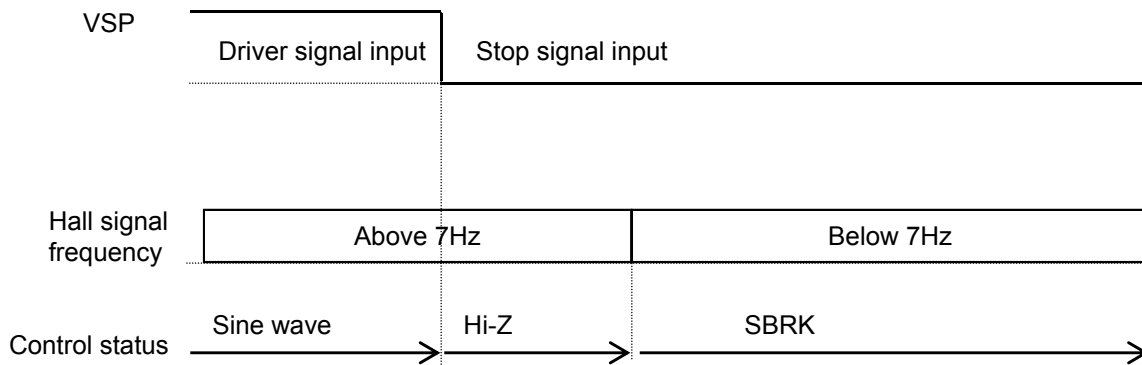 VSP
Driver signal input
Stop signal input
Hall signal
frequency
Above 7Hz
Below 7Hz
Control status
Sine wave
Hi-Z
SBRK